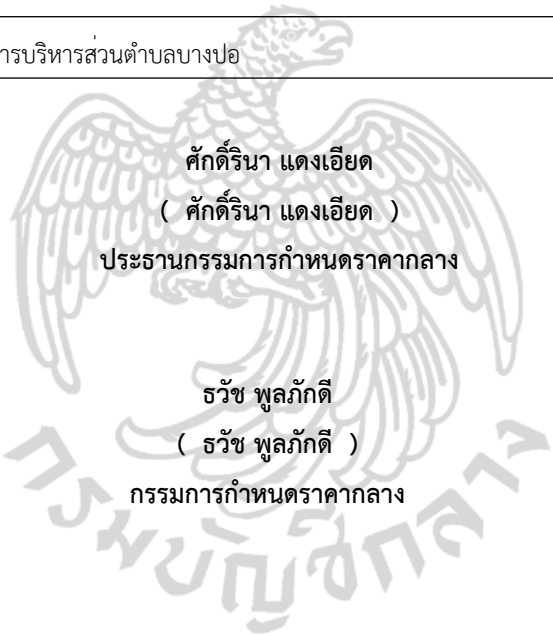 ารบริหารส่วนตำบลบางปอ
ศักดิ์รินา แดงเอียด
( ศักดิ์รินา แดงเอียด )
ประธานกรรมการกำหนดราคากลาง
ธวัช พูลภักดี
( ธวัช พูลภักดี )
กรรมการกำหนดราคากลาง
กรมบัญชีกลาง